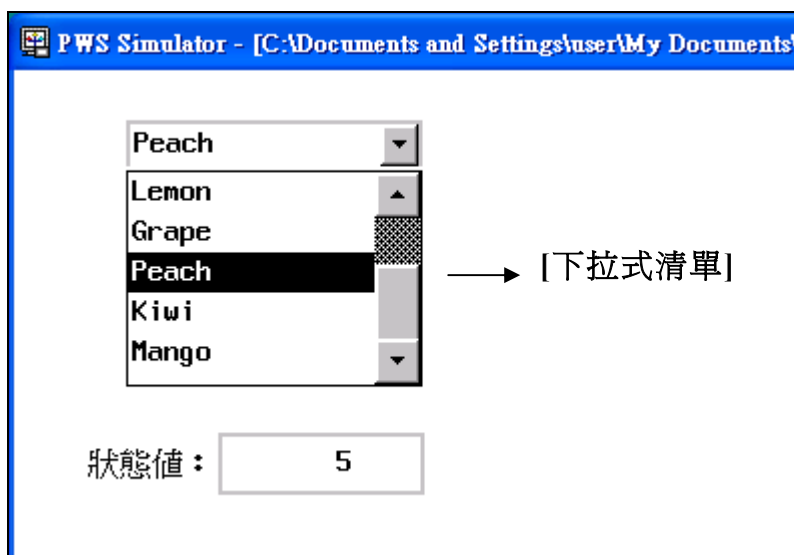 PWS Simulator - [C:\Documents and Settings\user\My Documents\
Peach
Lemon
Grape
Peach
Kiwi
Mango
[下拉式清單]
狀態值：
5